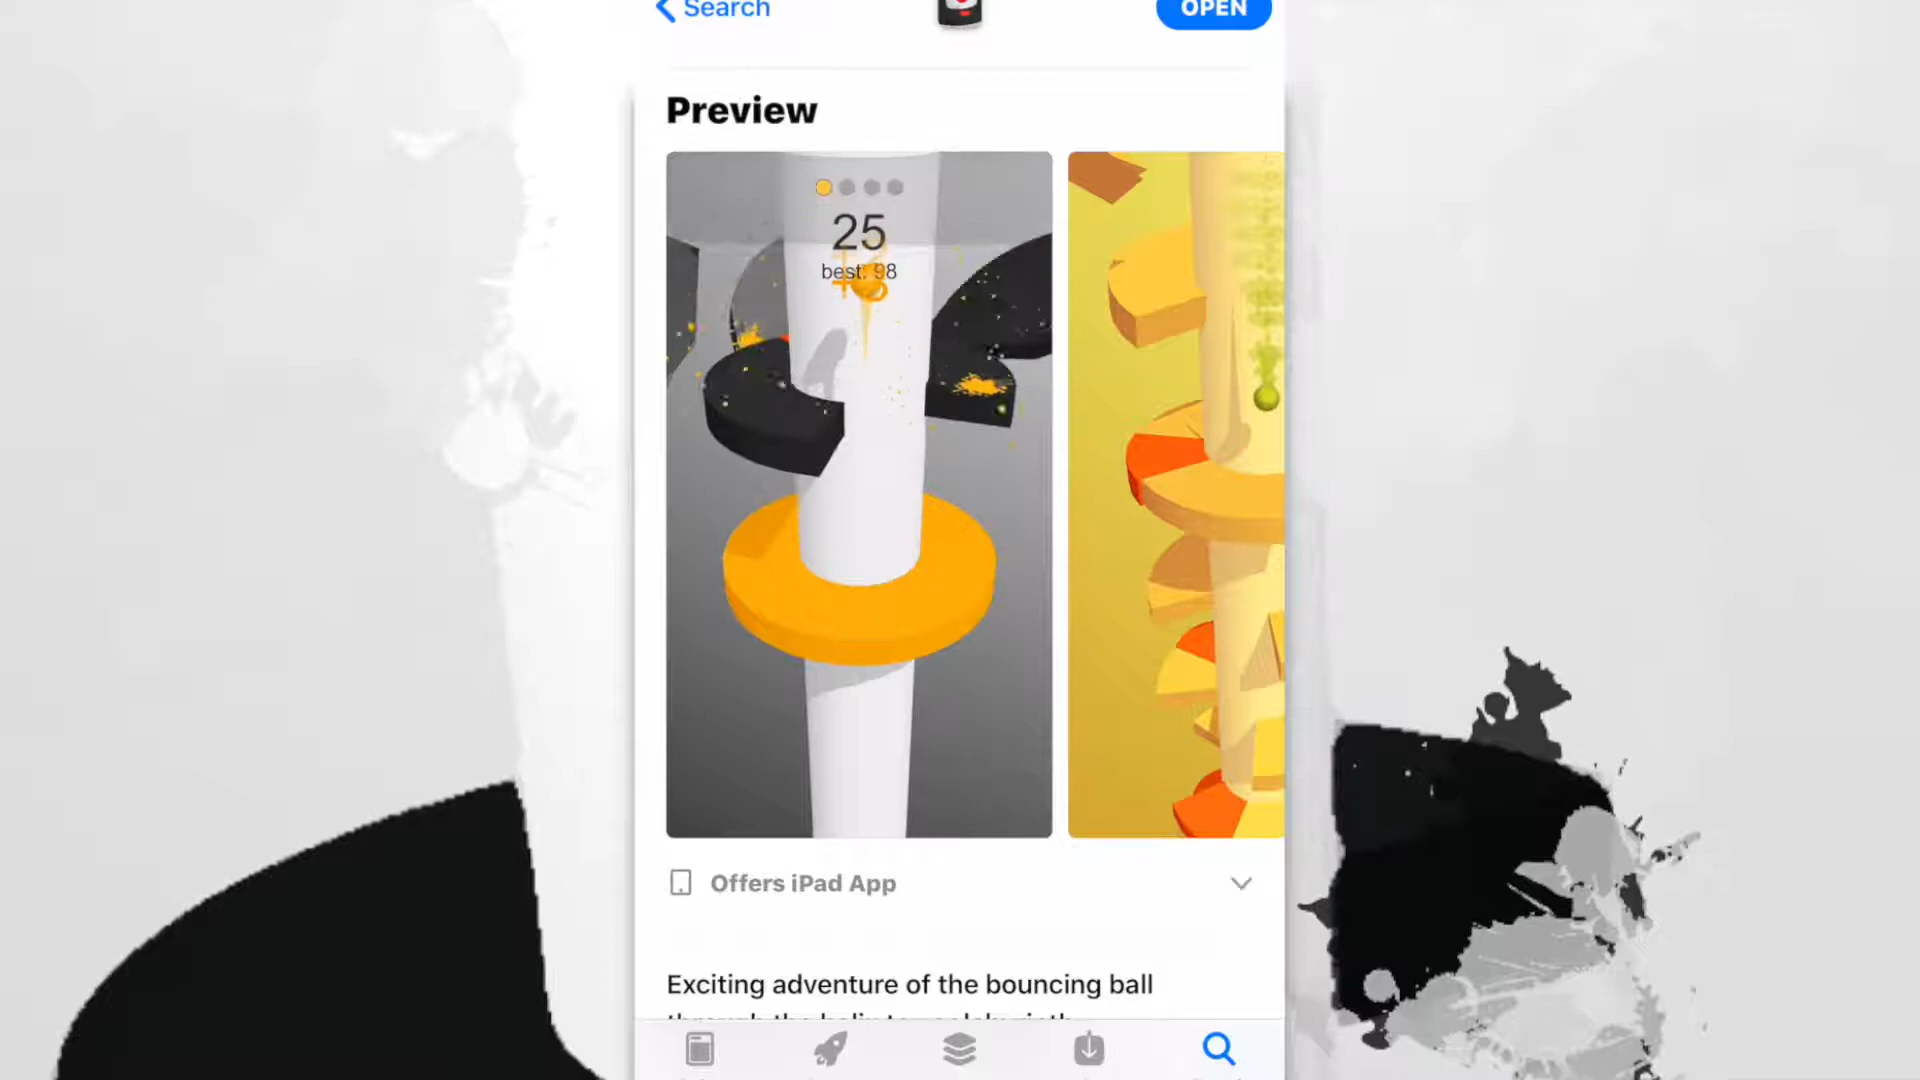 Search
OPEN
Preview
25
best: 98
Offers iPad App
Exciting adventure of the bouncing ball